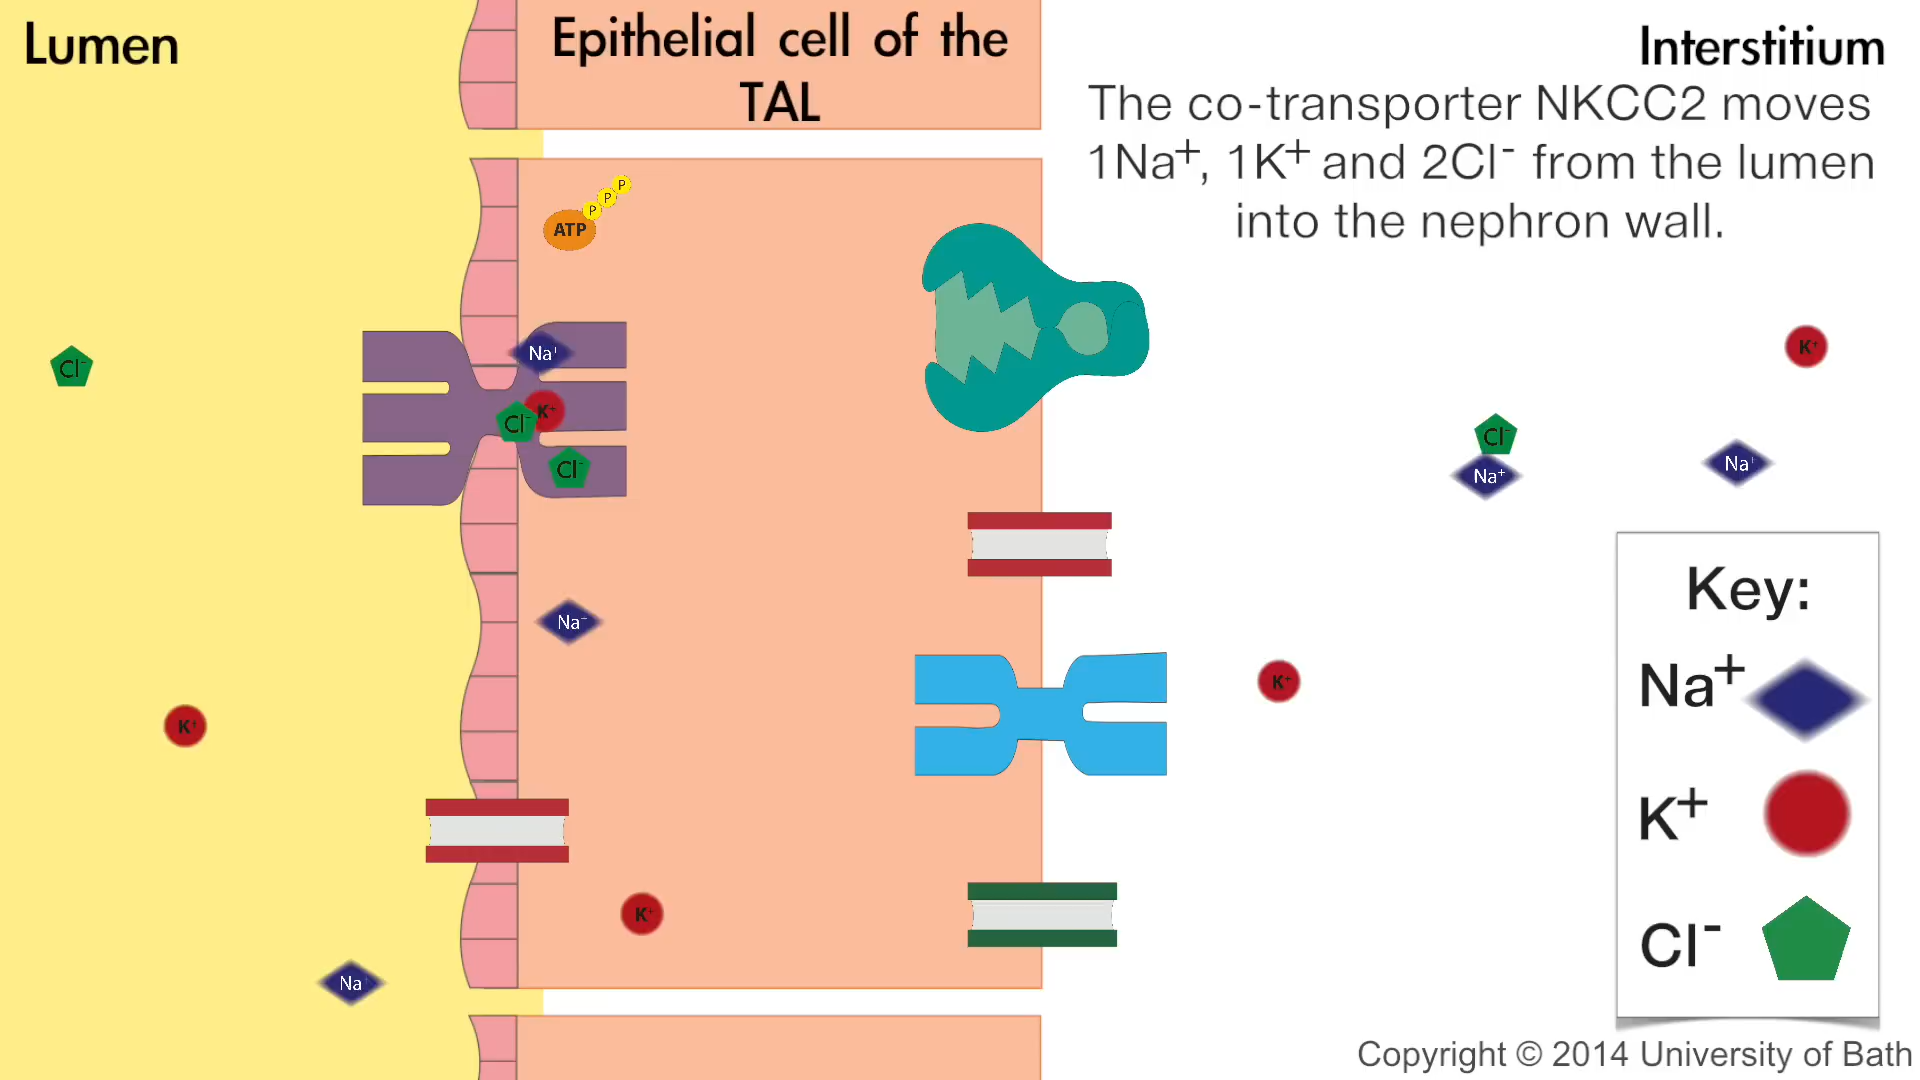 Lumen
Epithelial cell of the
TAL
Interstitium
The co-transporter NKCC2 moves
1Na⁺, 1K⁺ and 2Cl⁻ from the lumen
into the nephron wall.
P
P
P
ATP
Na⁺
K⁺
Cl⁻
Cl⁻
Cl⁻
K⁺
Cl⁻
Na⁺
Na⁺
Na⁺
K⁺
K⁺
K⁺
Na⁺
Key:
Na⁺
K⁺
Cl⁻
Copyright © 2014 University of Bath